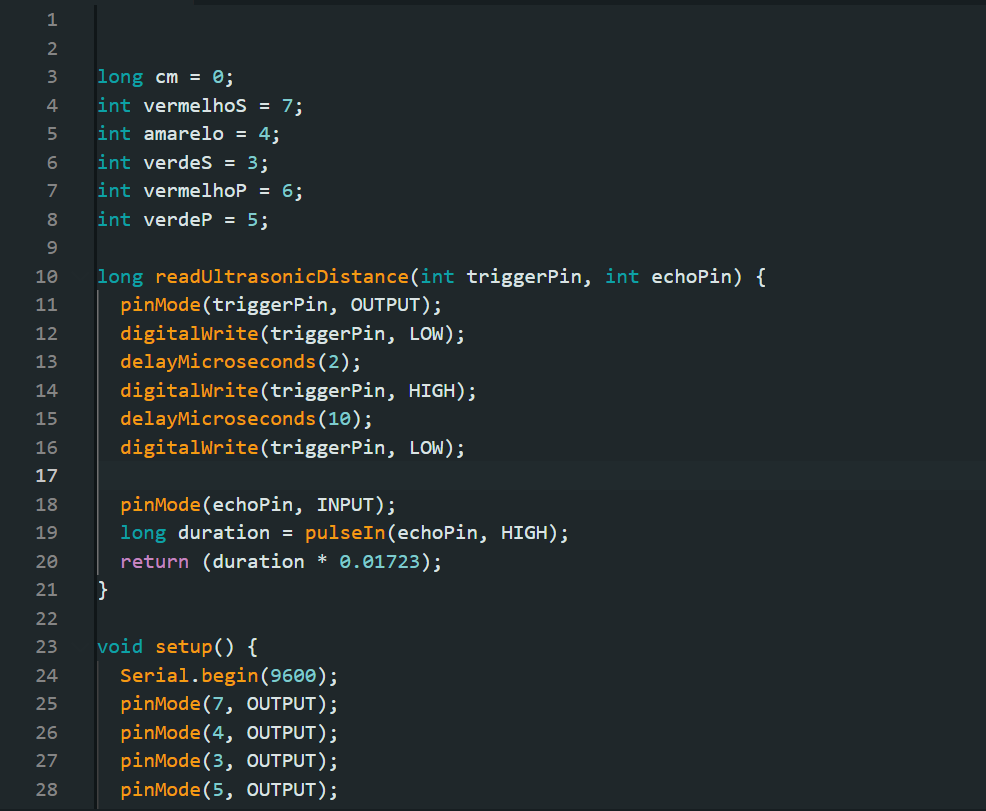 1
2
3 long cm = 0;
4 int vermelhoS = 7;
5 int amarelo = 4;
6 int verdeS = 3;
7 int vermelhoP = 6;
8 int verdeP = 5;
9
10 long readUltrasonicDistance(int triggerPin, int echoPin) {
11 pinMode(triggerPin, OUTPUT);
12 digitalWrite(triggerPin, LOW);
13 delayMicroseconds(2);
14 digitalWrite(triggerPin, HIGH);
15 delayMicroseconds(10);
16 digitalWrite(triggerPin, LOW);
17
18 pinMode(echoPin, INPUT);
19 long duration = pulseIn(echoPin, HIGH);
20 return (duration * 0.01723);
21 }
22
23 void setup() {
24 Serial.begin(9600);
25 pinMode(7, OUTPUT);
26 pinMode(4, OUTPUT);
27 pinMode(3, OUTPUT);
28 pinMode(5, OUTPUT);